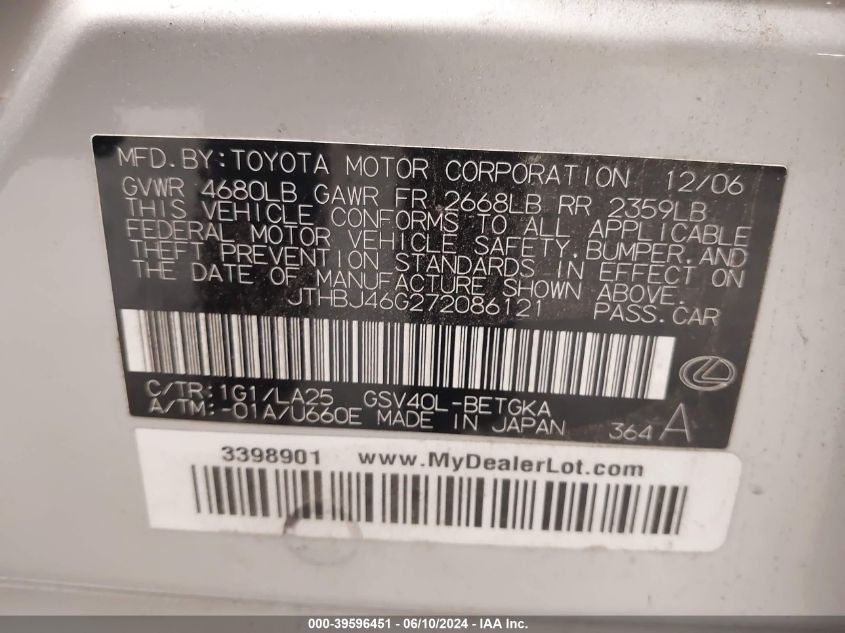 MFD.BY:TOYOTA MOTOR CORPORATION 12/06
GVWR 4680LB GAWR FR 2668LB RR 2359LB
THIS VEHICLE CONFORMS TO ALL APPLICABLE
FEDERAL MOTOR VEHICLE SAFETY,BUMPER,AND
THEFT PREVENTION STANDARDS IN EFFECT ON
THE DATE OF MANUFACTURE SHOWN ABOVE.
JTHBJ46G272086121 PASS.CAR
C/TR:1G1/LA25 GSV40L-BETGKA
A/TM:-01A/U660E MADE IN JAPAN 364 A
3398901 www.MyDealerLot.com
000-39596451 - 06/10/2024 - IAA Inc.